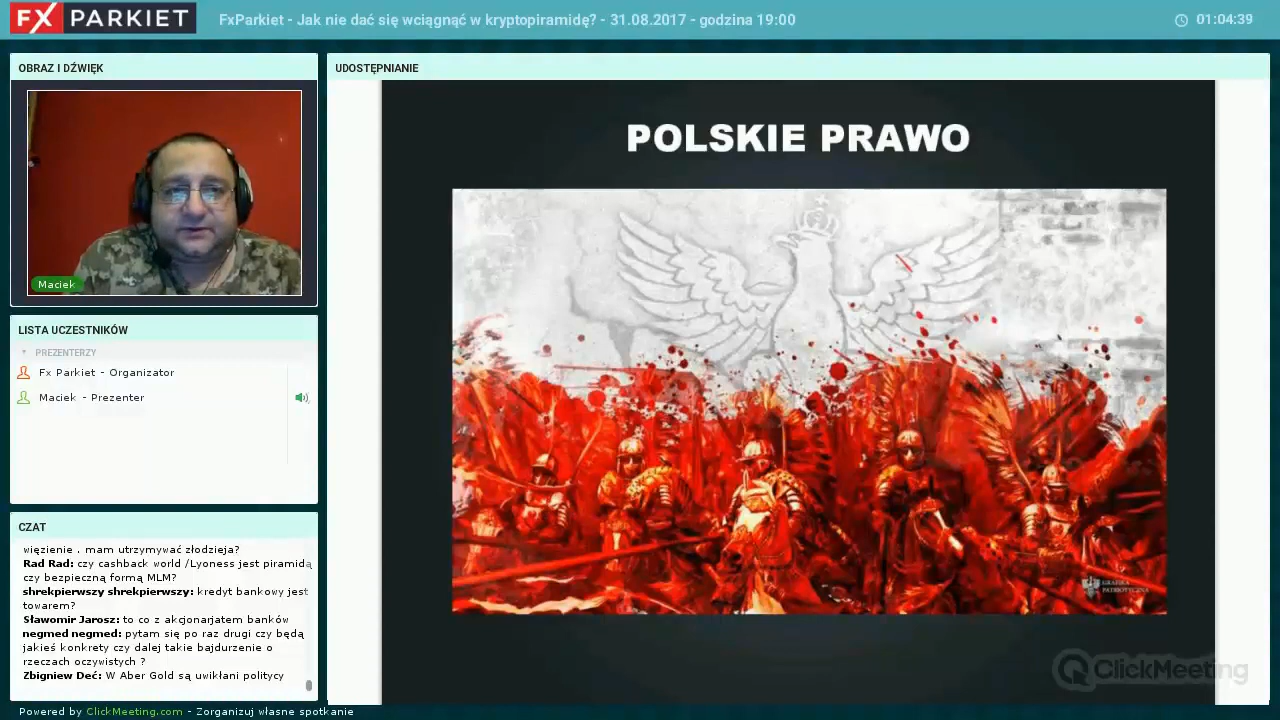 FX PARKIET
FxParkiet - Jak nie dać się wciągnąć w kryptopiramidę? - 31.08.2017 - godzina 19:00
01:04:39
OBRAZ I DŹWIĘK
Maciek
LISTA UCZESTNIKÓW
PREZENTERZY
Fx Parkiet - Organizator
Maciek - Prezenter
CZAT
więzienie . mam utrzymywać złodzieja?
Rad Rad: czy cashback world /Lyoness jest piramidą
czy bezpieczną formą MLM?
shrekpierwszy shrekpierwszy: kredyt bankowy jest
towarem?
Sławomir Jarosz: to co z akcjonarjatem banków
negmed negmed: pytam się po raz drugi czy będą
jakieś konkrety czy dalej takie bajdurzenie o
rzeczach oczywistych ?
Zbigniew Deć: W Aber Gold są uwikłani politycy
UDOSTĘPNIANIE
POLSKIE PRAWO
GRAFIKA
PATRIOTYCZNA
ClickMeeting
Powered by ClickMeeting.com - Zorganizuj własne spotkanie